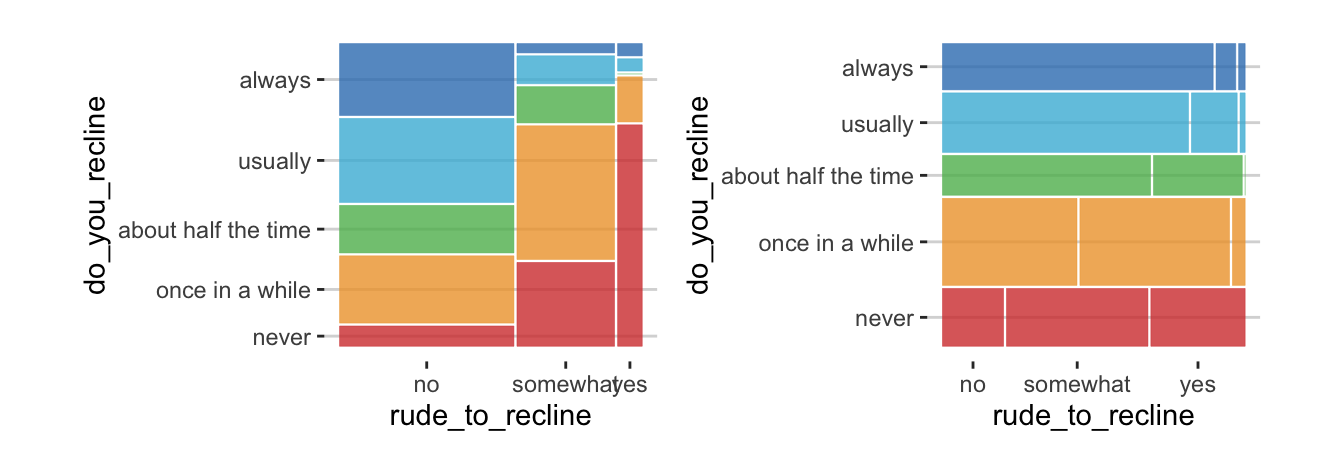 do_you_recline
always
usually
about half the time
once in a while
never
no
somewhat
yes
rude_to_recline
do_you_recline
always
usually
about half the time
once in a while
never
no
somewhat
yes
rude_to_recline